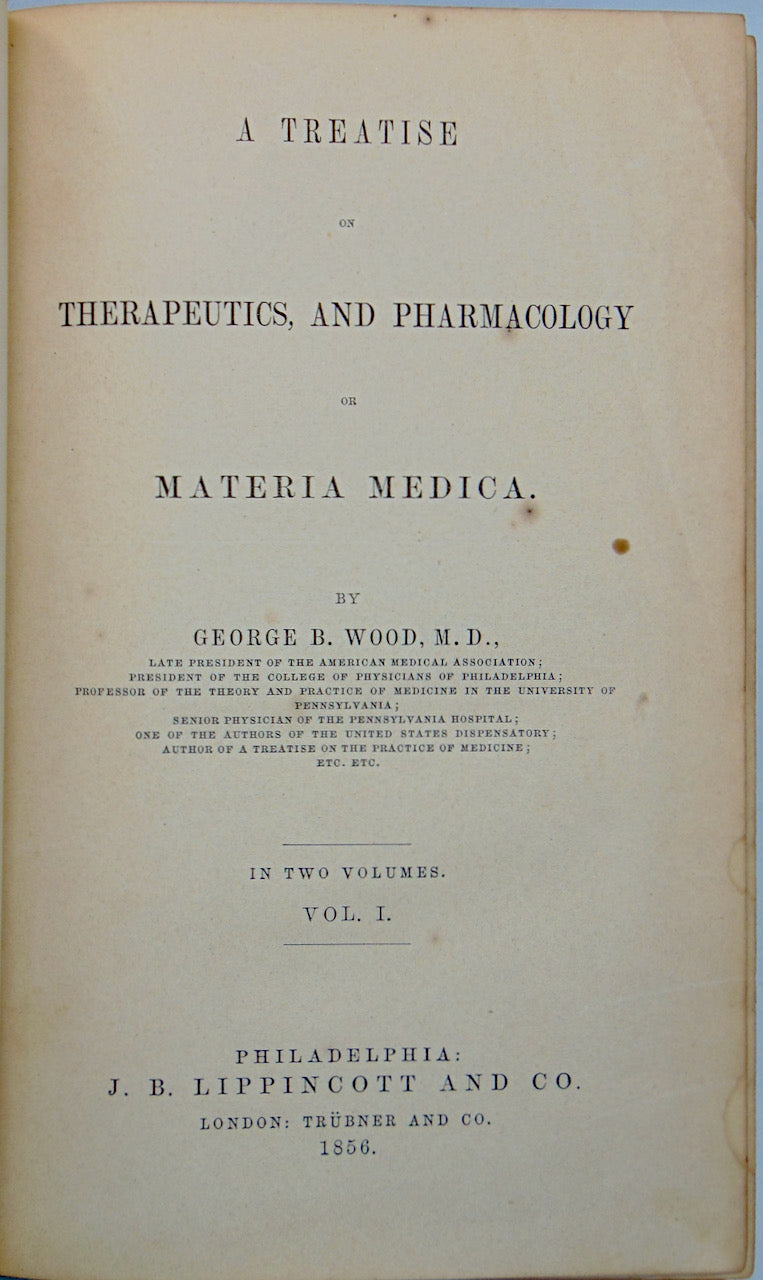 A TREATISE
ON
THERAPEUTICS, AND PHARMACOLOGY
OR
MATERIA MEDICA.
BY
GEORGE B. WOOD, M.D.,
LATE PRESIDENT OF THE AMERICAN MEDICAL ASSOCIATION;
PRESIDENT OF THE COLLEGE OF PHYSICIANS OF PHILADELPHIA;
PROFESSOR OF THE THEORY AND PRACTICE OF MEDICINE IN THE UNIVERSITY OF
PENNSYLVANIA;
SENIOR PHYSICIAN OF THE PENNSYLVANIA HOSPITAL;
ONE OF THE AUTHORS OF THE UNITED STATES DISPENSATORY;
AUTHOR OF A TREATISE ON THE PRACTICE OF MEDICINE;
ETC. ETC.
IN TWO VOLUMES.
VOL. I.
PHILADELPHIA:
J. B. LIPPINCOTT AND CO.
LONDON: TRÜBNER AND CO.
1856.